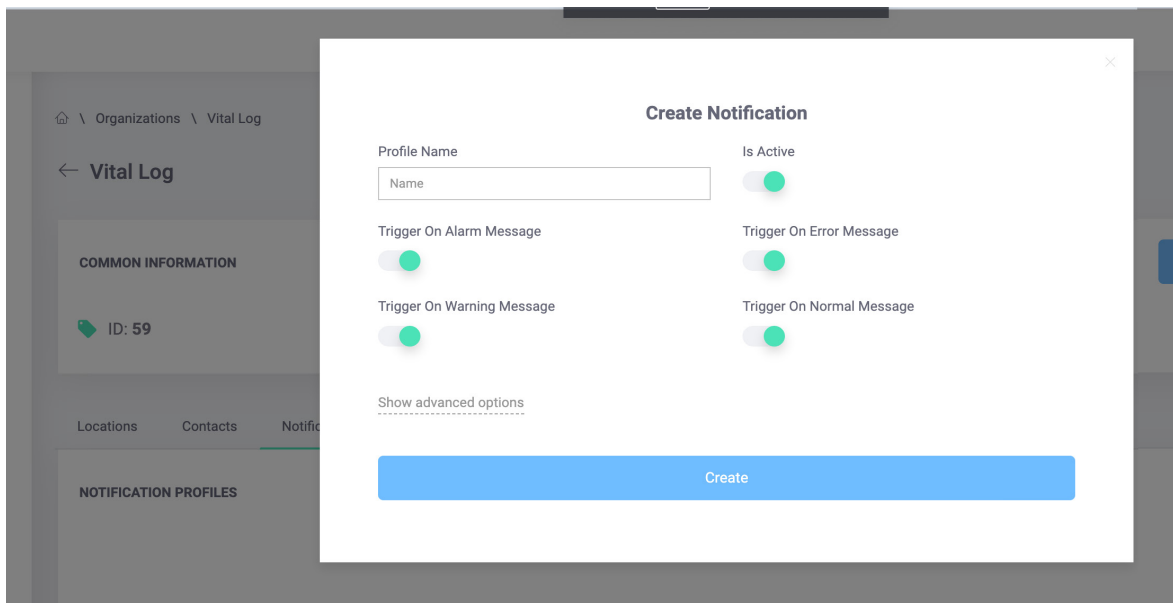 Create Notification
Profile Name
Is Active
Name
Trigger On Alarm Message
Trigger On Error Message
Trigger On Warning Message
Trigger On Normal Message
Show advanced options
Create
\ Organizations \ Vital Log
Vital Log
COMMON INFORMATION
ID: 59
Locations
Contacts
Notific
NOTIFICATION PROFILES